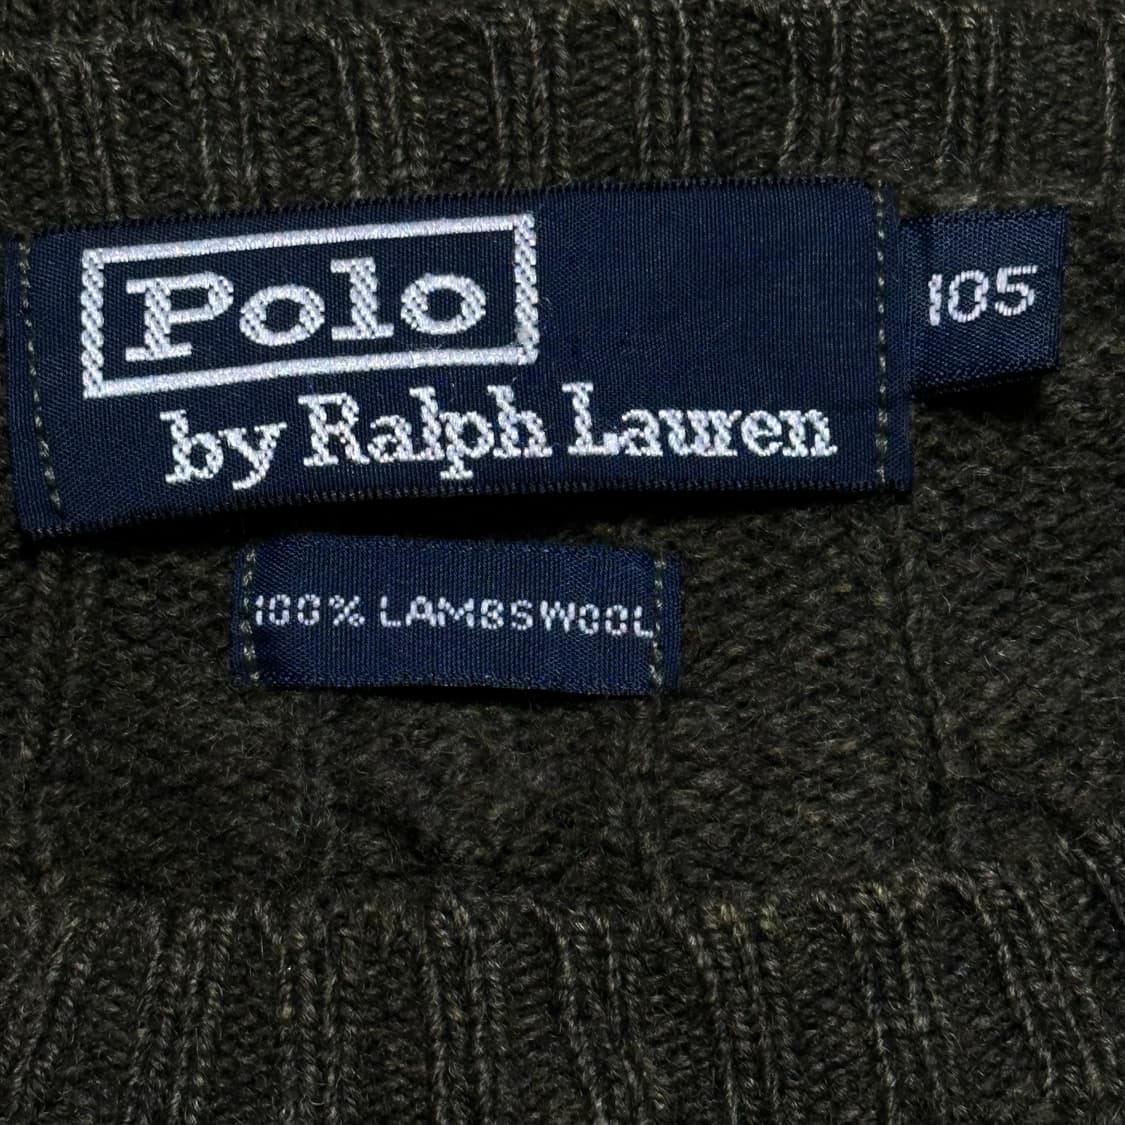 Polo
by Ralph Lauren
105
100% LAMBSWOOL